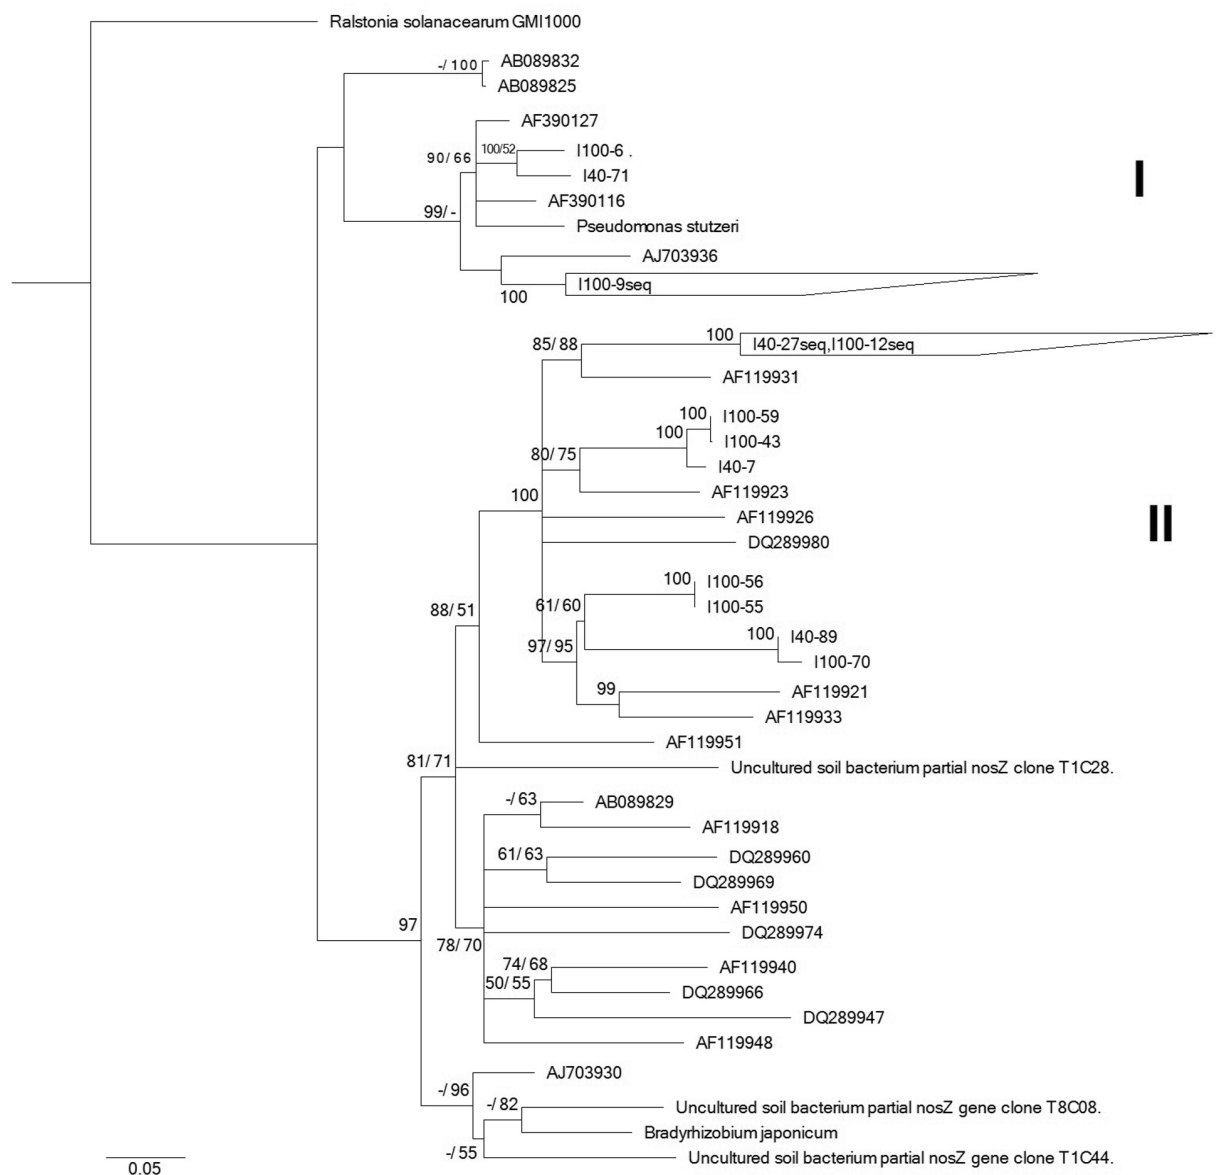 Ralstonia solanacearum GMI1000
-/ 100
AB089832
AB089825
AF390127
90/ 66
100/52
I100-6 .
I40-71
AF390116
99/ -
Pseudomonas stutzeri
AJ703936
I100-9seq
100
I
85/ 88
100
I40-27seq,I100-12seq
AF119931
100
I100-59
100
I100-43
80/ 75
I40-7
AF119923
100
AF119926
DQ289980
II
100
I100-56
61/ 60
I100-55
88/ 51
100
I40-89
97/ 95
I100-70
99
AF119921
AF119933
AF119951
81/ 71
Uncultured soil bacterium partial nosZ clone T1C28.
-/ 63
AB089829
AF119918
61/ 63
DQ289960
DQ289969
AF119950
97
DQ289974
78/ 70
74/ 68
AF119940
50/ 55
DQ289966
DQ289947
AF119948
AJ703930
-/ 96
-/ 82
Uncultured soil bacterium partial nosZ gene clone T8C08.
Bradyrhizobium japonicum
-/ 55
Uncultured soil bacterium partial nosZ gene clone T1C44.
0.05